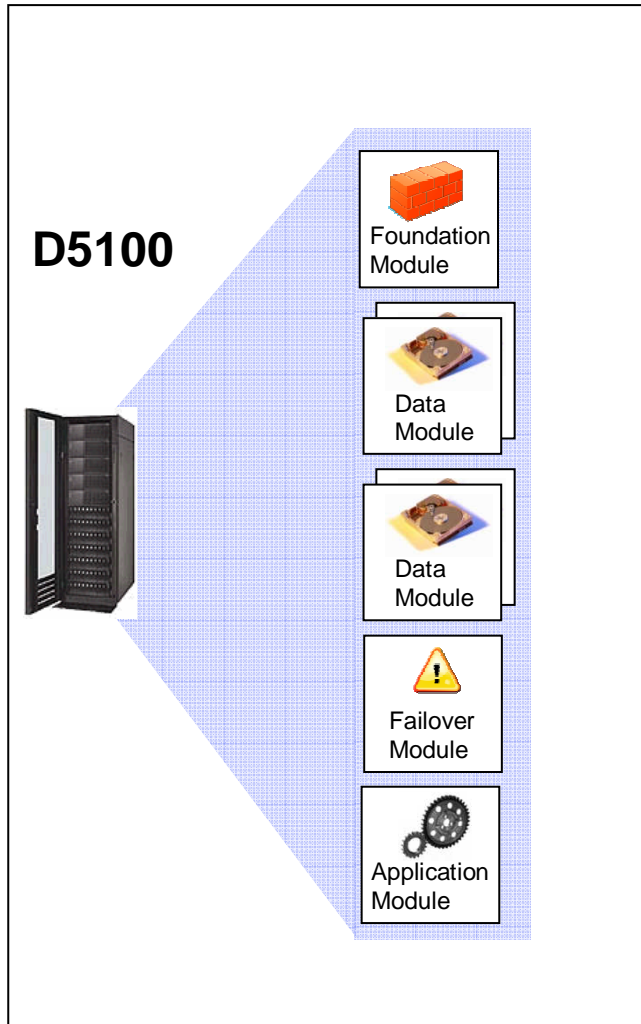 D5100
Foundation
Module
Data
Module
Data
Module
Failover
Module
Application
Module